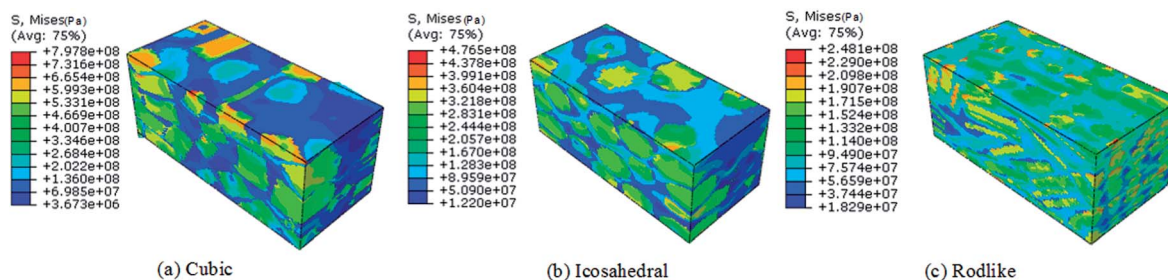 S, Mises(Pa)
(Avg: 75%)
+7.978e+08
+7.316e+08
+6.654e+08
+5.993e+08
+5.331e+08
+4.669e+08
+4.007e+08
+3.346e+08
+2.684e+08
+2.022e+08
+1.360e+08
+6.985e+07
+3.673e+06
(a) Cubic
S, Mises(Pa)
(Avg: 75%)
+4.765e+08
+4.378e+08
+3.991e+08
+3.604e+08
+3.218e+08
+2.831e+08
+2.444e+08
+2.057e+08
+1.670e+08
+1.283e+08
+8.959e+07
+5.090e+07
+1.220e+07
(b) Icosahedral
S, Mises(Pa)
(Avg: 75%)
+2.481e+08
+2.290e+08
+2.098e+08
+1.907e+08
+1.715e+08
+1.524e+08
+1.332e+08
+1.140e+08
+9.490e+07
+7.574e+07
+5.659e+07
+3.744e+07
+1.829e+07
(c) Rodlike